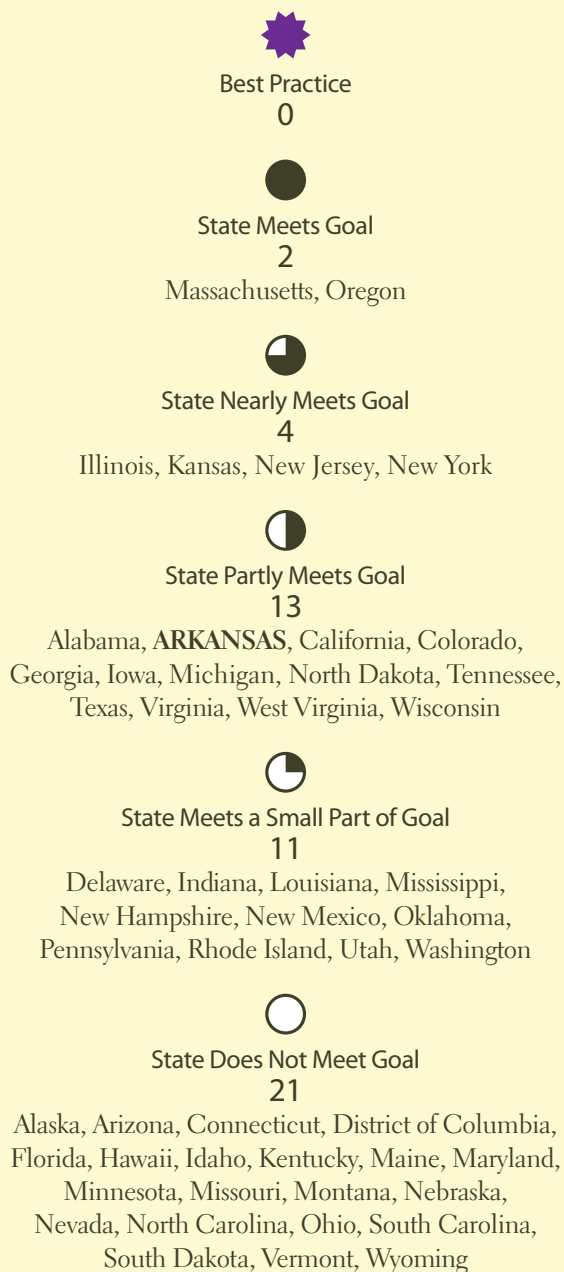 Best Practice
0
State Meets Goal
2
Massachusetts, Oregon
State Nearly Meets Goal
4
Illinois, Kansas, New Jersey, New York
State Partly Meets Goal
13
Alabama, ARKANSAS, California, Colorado,
Georgia, Iowa, Michigan, North Dakota, Tennessee,
Texas, Virginia, West Virginia, Wisconsin
State Meets a Small Part of Goal
11
Delaware, Indiana, Louisiana, Mississippi,
New Hampshire, New Mexico, Oklahoma,
Pennsylvania, Rhode Island, Utah, Washington
State Does Not Meet Goal
21
Alaska, Arizona, Connecticut, District of Columbia,
Florida, Hawaii, Idaho, Kentucky, Maine, Maryland,
Minnesota, Missouri, Montana, Nebraska,
Nevada, North Carolina, Ohio, South Carolina,
South Dakota, Vermont, Wyoming